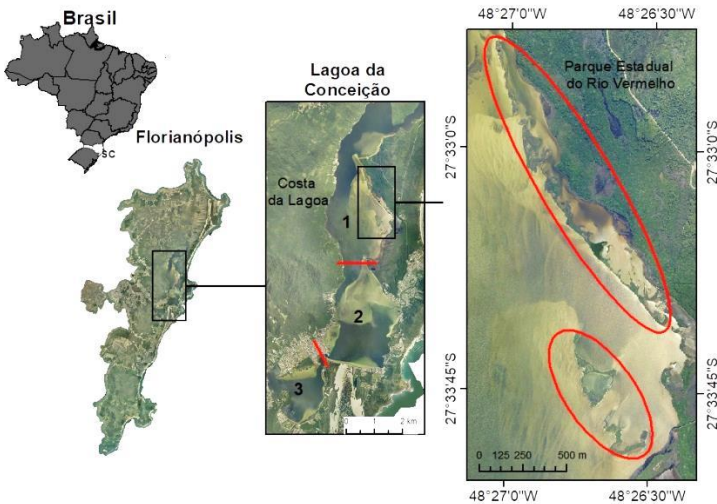 Brasil
SC
Florianópolis
Lagoa da
Conceição
Costa
da Lagoa
1
2
3
0 1 2 km
48°27'0"W 48°26'30"W
Parque Estadual
do Rio Vermelho
27°33'0"S
27°33'0"S
27°33'45"S
27°33'45"S
0 125 250 500 m
48°27'0"W 48°26'30"W